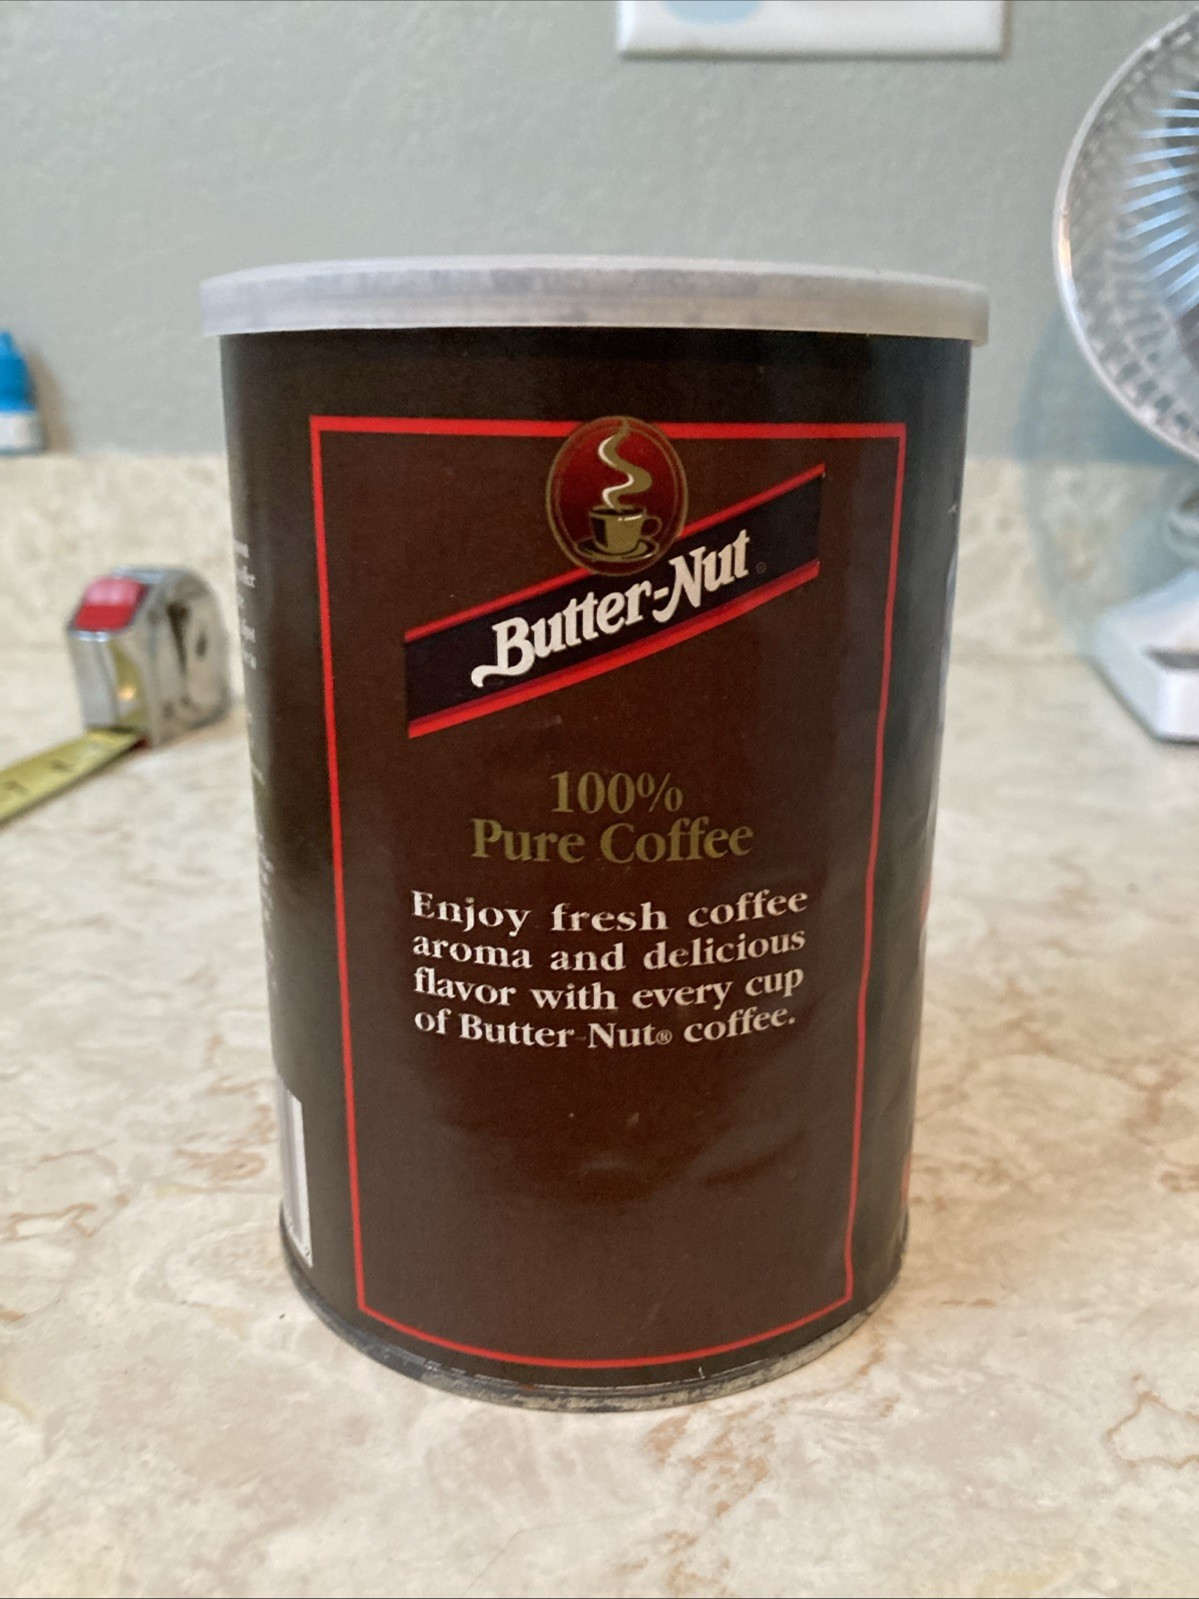 Butter-Nut®
100%
Pure Coffee
Enjoy fresh coffee
aroma and delicious
flavor with every cup
of Butter-Nut® coffee.